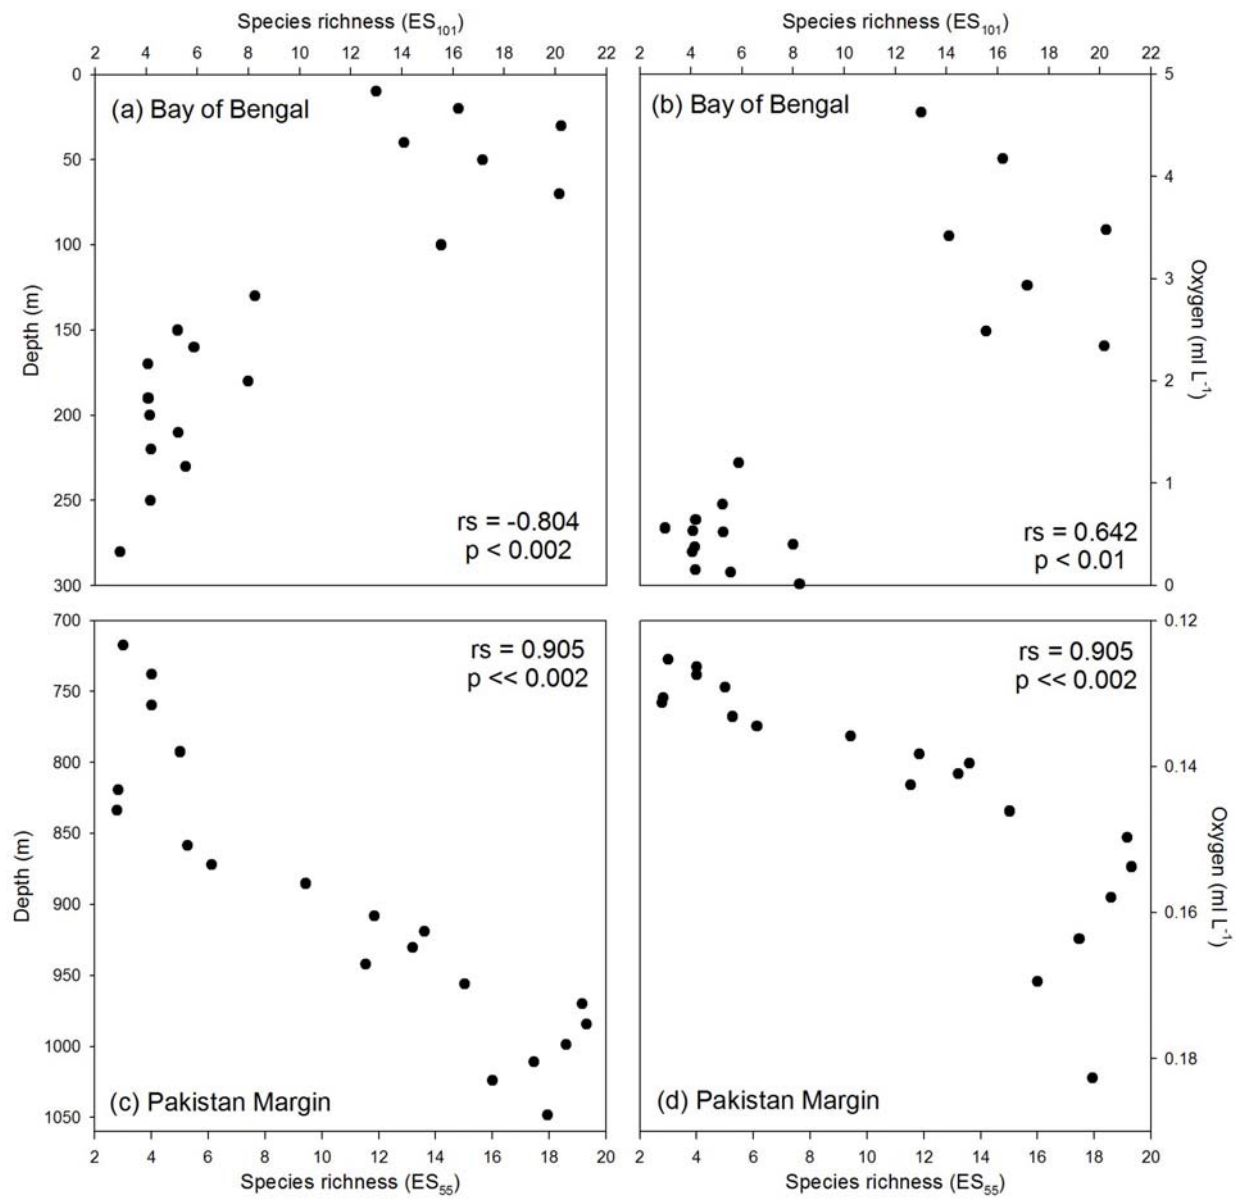 Species richness (ES101)
Species richness (ES101)
2 4 6 8 10 12 14 16 18 20 22
2 4 6 8 10 12 14 16 18 20 22
(a) Bay of Bengal
0
50
100
150
200
250
300
Depth (m)
rs = -0.804
p < 0.002
(b) Bay of Bengal
5
4
3
2
1
0
Oxygen (ml L-1)
rs = 0.642
p < 0.01
700
750
800
850
900
950
1000
1050
Depth (m)
rs = 0.905
p << 0.002
(c) Pakistan Margin
2 4 6 8 10 12 14 16 18 20
Species richness (ES55)
rs = 0.905
p << 0.002
0.12
0.14
0.16
0.18
Oxygen (ml L-1)
(d) Pakistan Margin
2 4 6 8 10 12 14 16 18 20
Species richness (ES55)